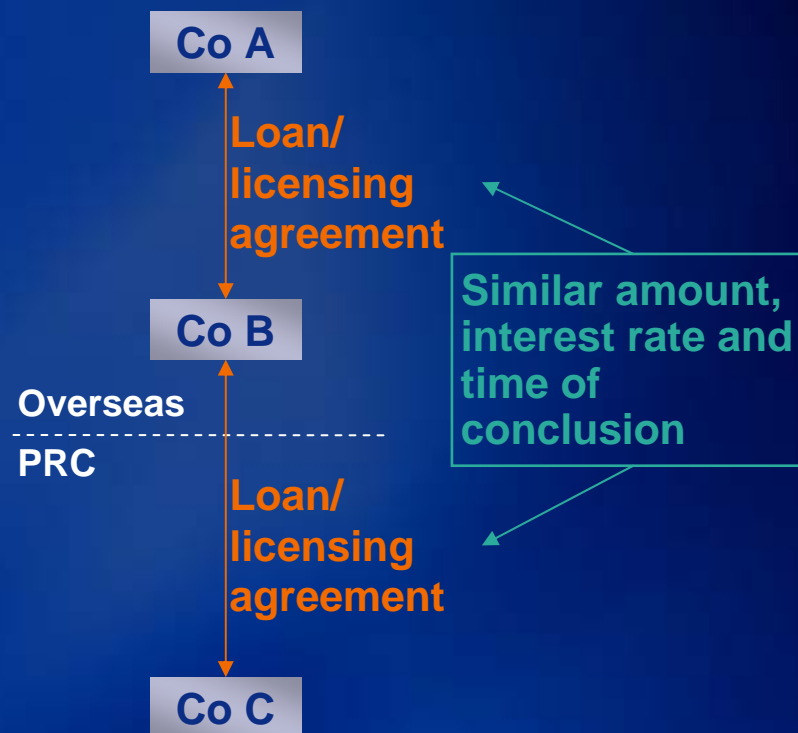 Co A
Loan/
licensing
agreement
Similar amount,
interest rate and
time of
conclusion
Co B
Overseas
PRC
Loan/
licensing
agreement
Co C